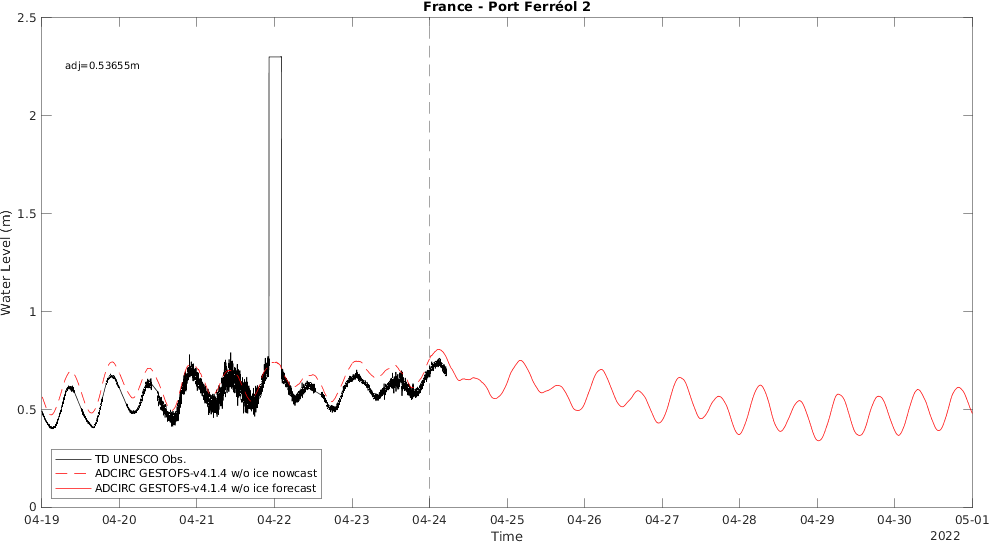 France - Port Ferréol 2
2.5
adj=0.53655m
2
1.5
Water Level (m)
1
0.5
TD UNESCO Obs.
ADCIRC GESTOFS-v4.1.4 w/o ice nowcast
ADCIRC GESTOFS-v4.1.4 w/o ice forecast
0
04-19 04-20 04-21 04-22 04-23 04-24 04-25 04-26 04-27 04-28 04-29 04-30 05-01
Time
2022